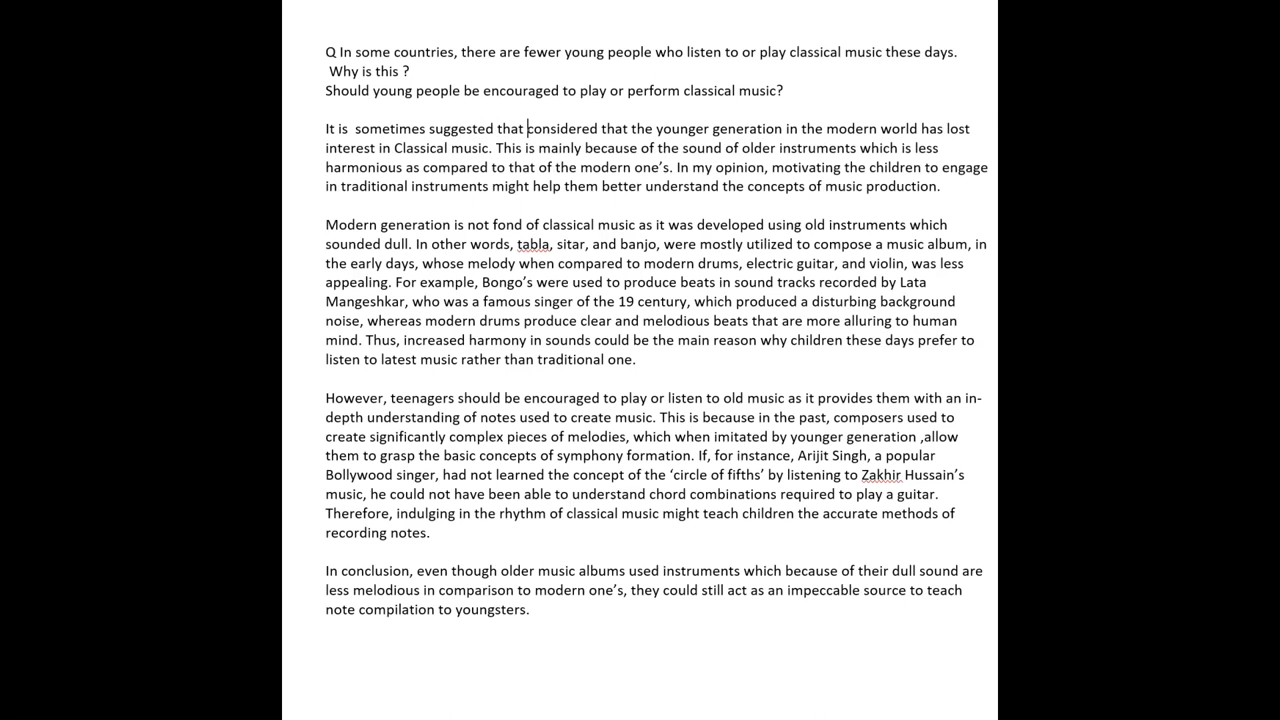 Q In some countries, there are fewer young people who listen to or play classical music these days.
Why is this ?
Should young people be encouraged to play or perform classical music?
It is  sometimes suggested that considered that the younger generation in the modern world has lost
interest in Classical music. This is mainly because of the sound of older instruments which is less
harmonious as compared to that of the modern one's. In my opinion, motivating the children to engage
in traditional instruments might help them better understand the concepts of music production.
Modern generation is not fond of classical music as it was developed using old instruments which
sounded dull. In other words, tabla, sitar, and banjo, were mostly utilized to compose a music album, in
the early days, whose melody when compared to modern drums, electric guitar, and violin, was less
appealing. For example, Bongo's were used to produce beats in sound tracks recorded by Lata
Mangeshkar, who was a famous singer of the 19 century, which produced a disturbing background
noise, whereas modern drums produce clear and melodious beats that are more alluring to human
mind. Thus, increased harmony in sounds could be the main reason why children these days prefer to
listen to latest music rather than traditional one.
However, teenagers should be encouraged to play or listen to old music as it provides them with an in-
depth understanding of notes used to create music. This is because in the past, composers used to
create significantly complex pieces of melodies, which when imitated by younger generation ,allow
them to grasp the basic concepts of symphony formation. If, for instance, Arijit Singh, a popular
Bollywood singer, had not learned the concept of the 'circle of fifths' by listening to Zakhir Hussain's
music, he could not have been able to understand chord combinations required to play a guitar.
Therefore, indulging in the rhythm of classical music might teach children the accurate methods of
recording notes.
In conclusion, even though older music albums used instruments which because of their dull sound are
less melodious in comparison to modern one's, they could still act as an impeccable source to teach
note compilation to youngsters.